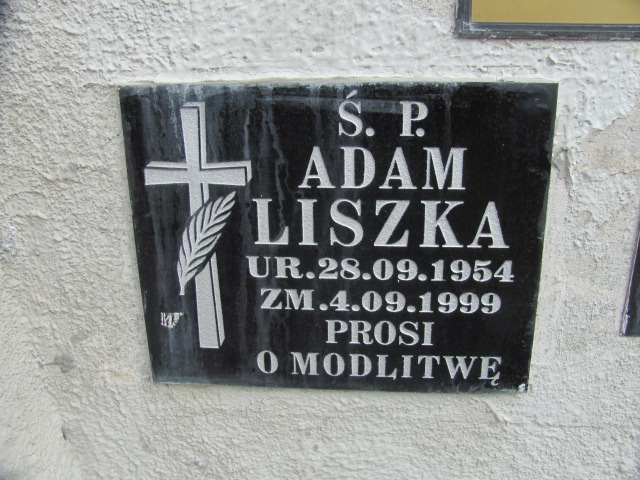 Ś. P.
ADAM
LISZKA
UR.28.09.1954
ZM.4.09.1999
PROSI
O MODLITWĘ